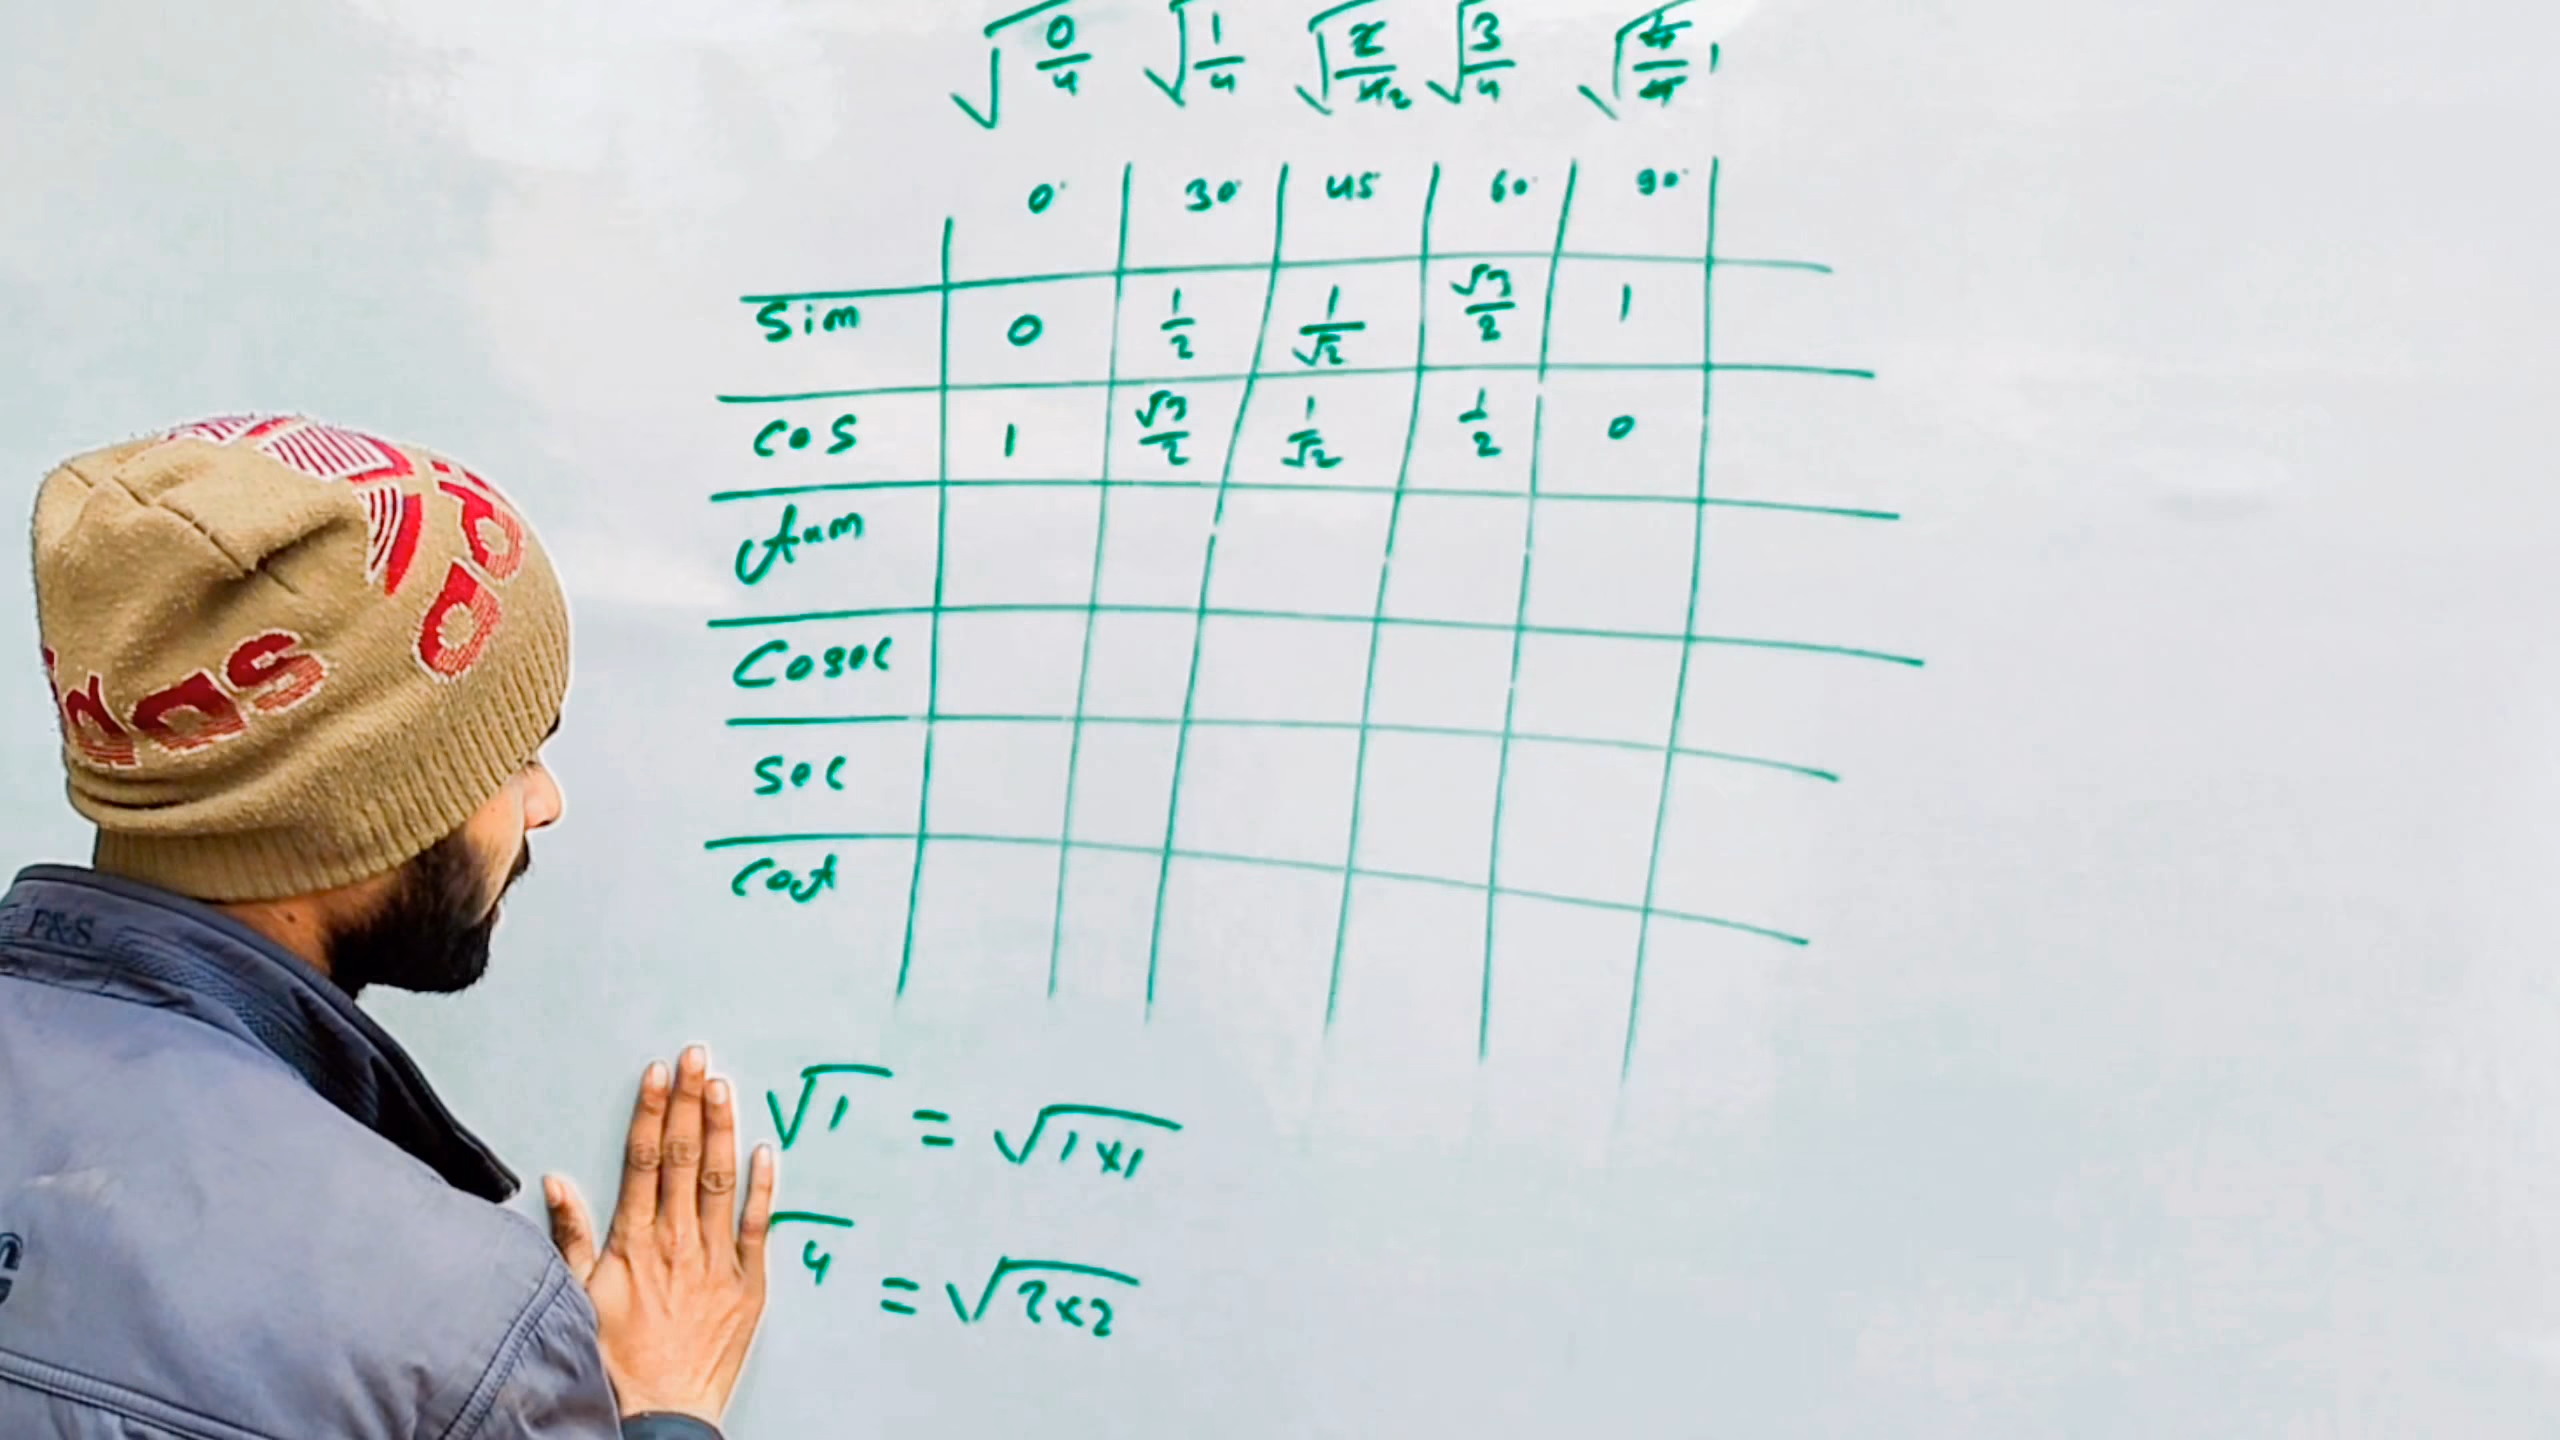 √0/4 √1/4 √2/4 2 √3/4 √4/4 1
0° 30° 45 60° 90°
Sin 0 1/2 1/√2 √3/2 1
Cos 1 √3/2 1/√2 1/2 0
tan
Cosec
Sec
Cot
√1 = √1x1
4 = √2x2
F&S